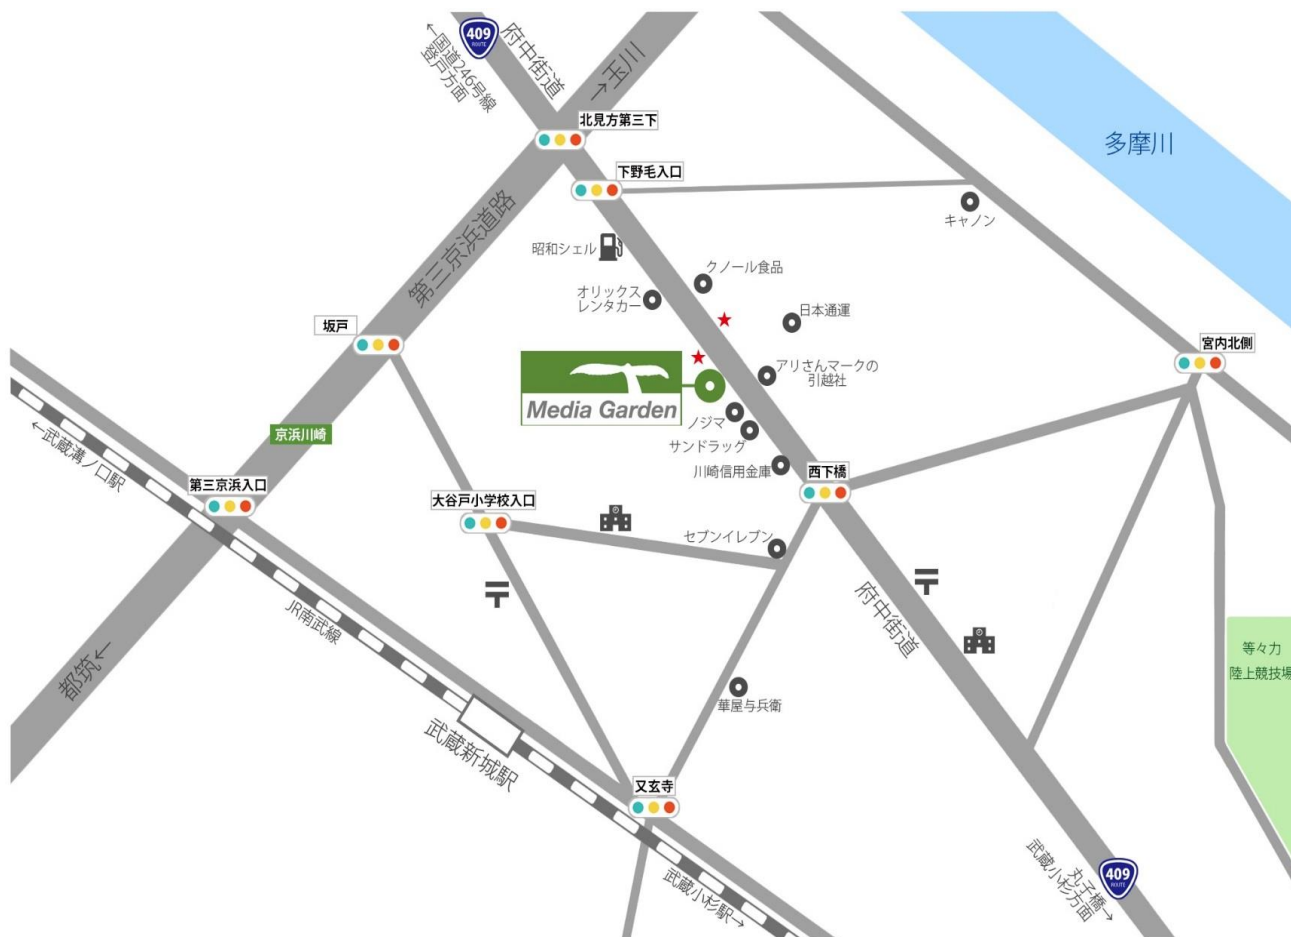 409
ROUTE
府中街道
←国道246号線
登戸方面
→玉川
北見方第三下
下野毛入口
多摩川
キャノン
第三京浜道路
昭和シェル
クノール食品
オリックス
レンタカー
日本通運
坂戸
宮内北側
アリさんマークの
引越社
Media Garden
ノジマ
サンドラッグ
川崎信用金庫
西下橋
京浜川崎
←武蔵溝ノ口駅
第三京浜入口
大谷戸小学校入口
セブンイレブン
JR南武線
府中街道
都筑←
等々力
陸上競技場
華屋与兵衛
武蔵新城駅
又玄寺
武蔵小杉駅→
丸子橋→
武蔵小杉方面
409
ROUTE